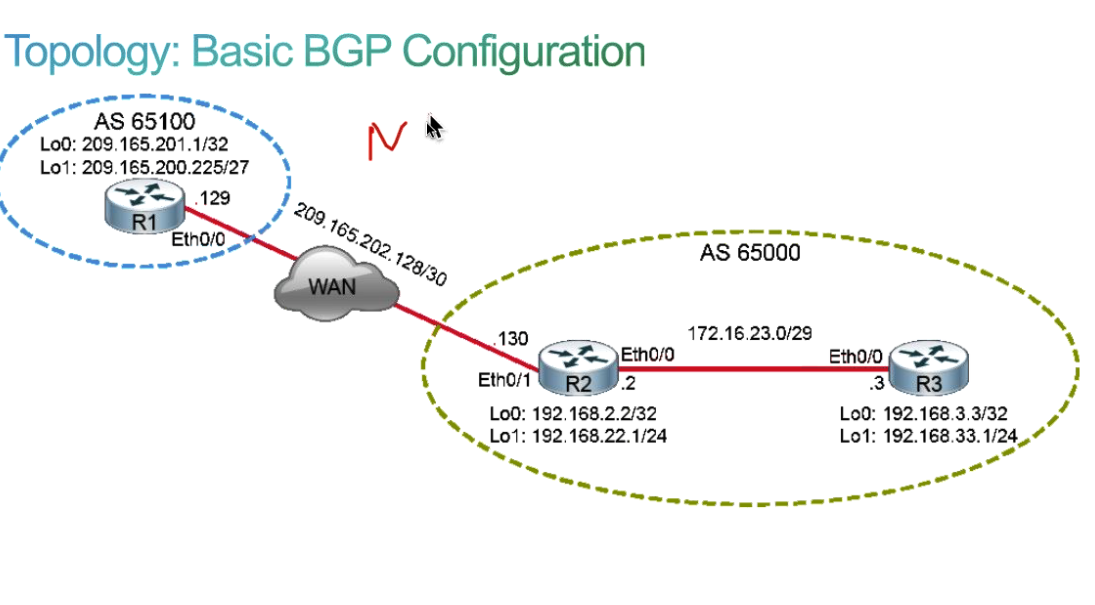 Topology: Basic BGP Configuration
N
AS 65100
Lo0: 209.165.201.1/32
Lo1: 209.165.200.225/27
.129
R1
Eth0/0
209.165.202.128/30
WAN
AS 65000
.130
Eth0/1
R2
Eth0/0
.2
172.16.23.0/29
Eth0/0
.3
R3
Lo0: 192.168.2.2/32
Lo1: 192.168.22.1/24
Lo0: 192.168.3.3/32
Lo1: 192.168.33.1/24